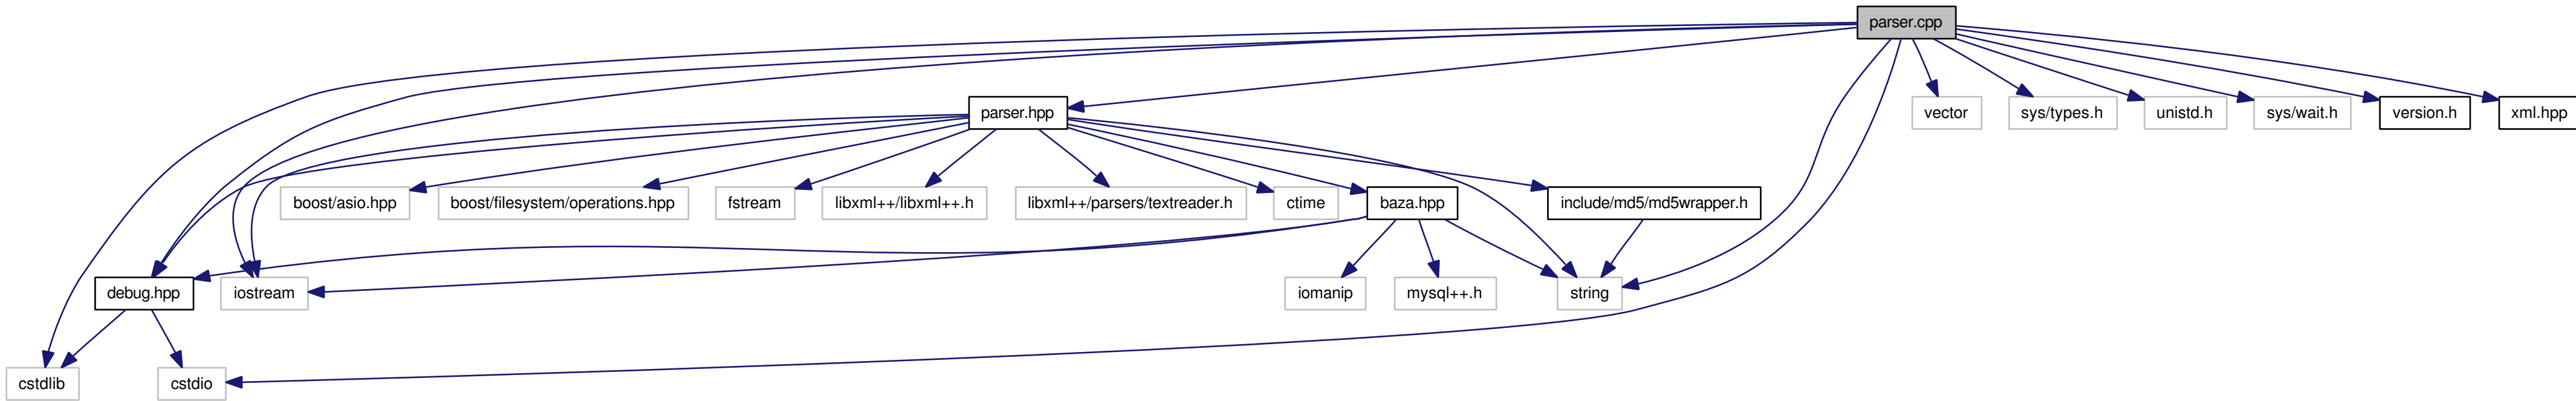 parser.cpp
parser.hpp
vector
sys/types.h
unistd.h
sys/wait.h
version.h
xml.hpp
boost/asio.hpp
boost/filesystem/operations.hpp
fstream
libxml++/libxml++.h
libxml++/parsers/textreader.h
ctime
baza.hpp
include/md5/md5wrapper.h
debug.hpp
iostream
iomanip
mysql++.h
string
cstdlib
cstdio